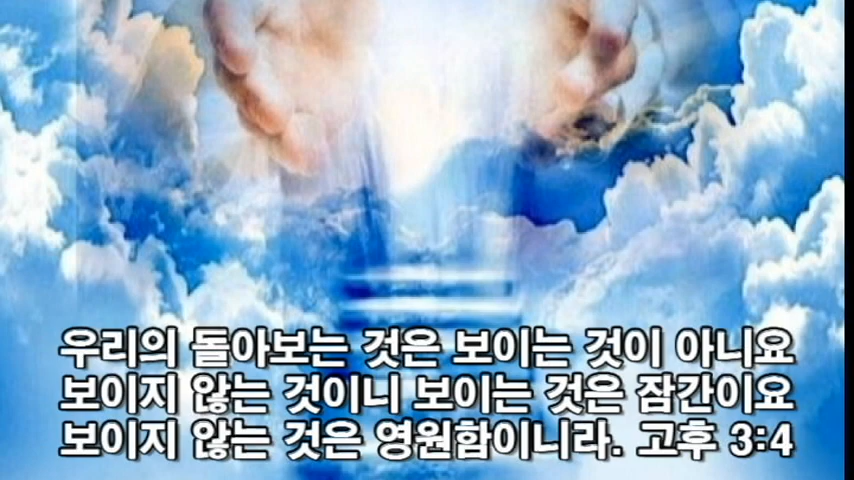 우리의 돌아보는 것은 보이는 것이 아니요
보이지 않는 것이니 보이는 것은 잠간이요
보이지 않는 것은 영원함이니라. 고후 3:4